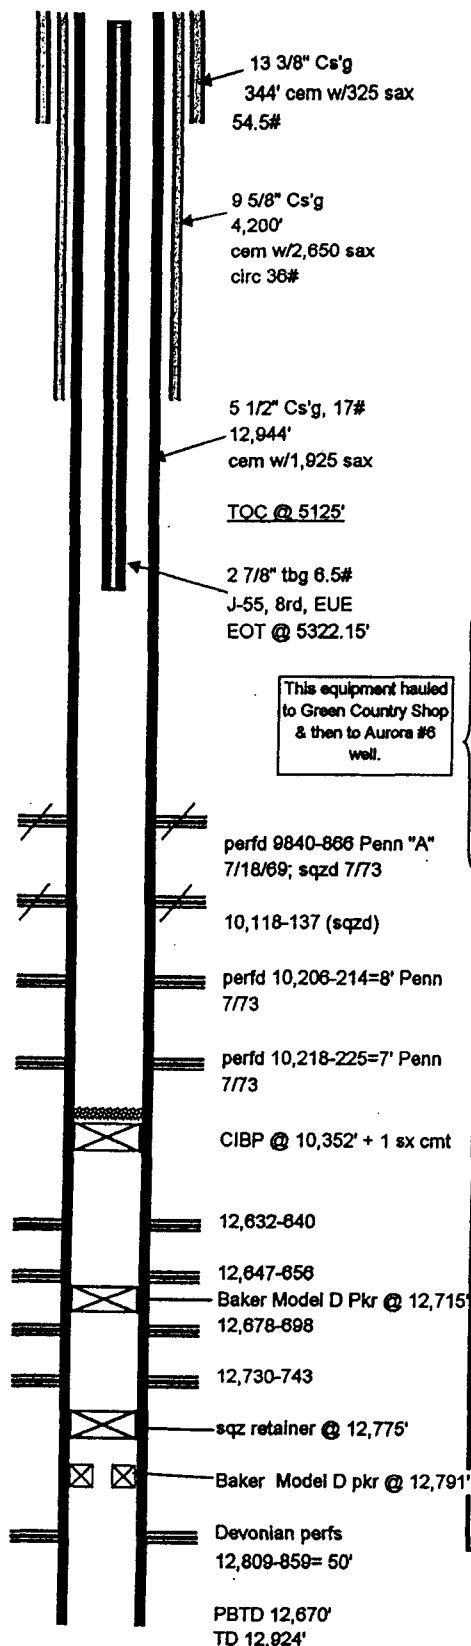 13 3/8" Cs'g
344' cem w/325 sax
54.5#
9 5/8" Cs'g
4,200'
cem w/2,650 sax
circ 36#
5 1/2" Cs'g, 17#
12,944'
cem w/1,925 sax
TOC @ 5125'
2 7/8" tbg 6.5#
J-55, 8rd, EUE
EOT @ 5322.15'
This equipment hauled
to Green Country Shop
& then to Aurora #6
well.
perfd 9840-866 Penn "A"
7/18/69; sqzd 7/73
10,118-137 (sqzd)
perfd 10,206-214=8' Penn
7/73
perfd 10,218-225=7' Penn
7/73
CIBP @ 10,352' + 1 sx cmt
12,632-640
12,647-656
Baker Model D Pkr @ 12,715'
12,678-698
12,730-743
sqz retainer @ 12,775'
Baker Model D pkr @ 12,791'
Devonian perfs
12,809-859= 50'
PBTD 12,670'
TD 12,924'